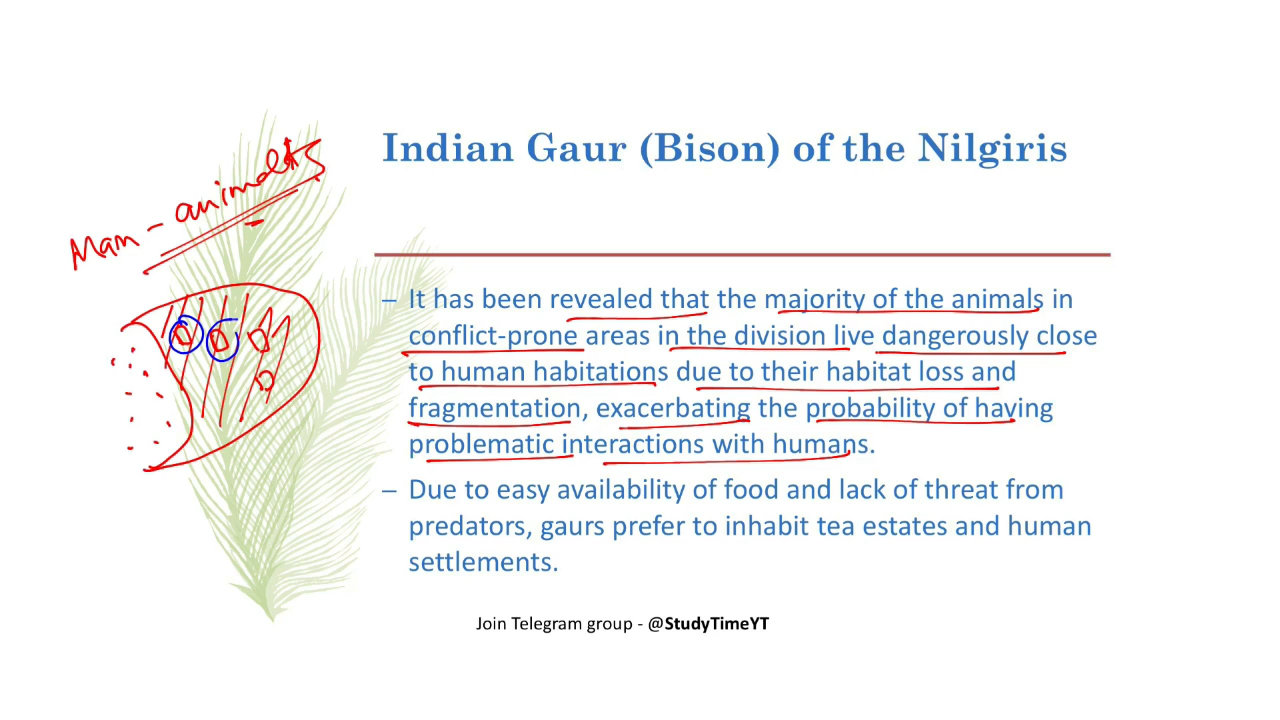 Indian Gaur (Bison) of the Nilgiris
Man - animals
– It has been revealed that the majority of the animals in
conflict-prone areas in the division live dangerously close
to human habitations due to their habitat loss and
fragmentation, exacerbating the probability of having
problematic interactions with humans.
– Due to easy availability of food and lack of threat from
predators, gaurs prefer to inhabit tea estates and human
settlements.
Join Telegram group - @StudyTimeYT